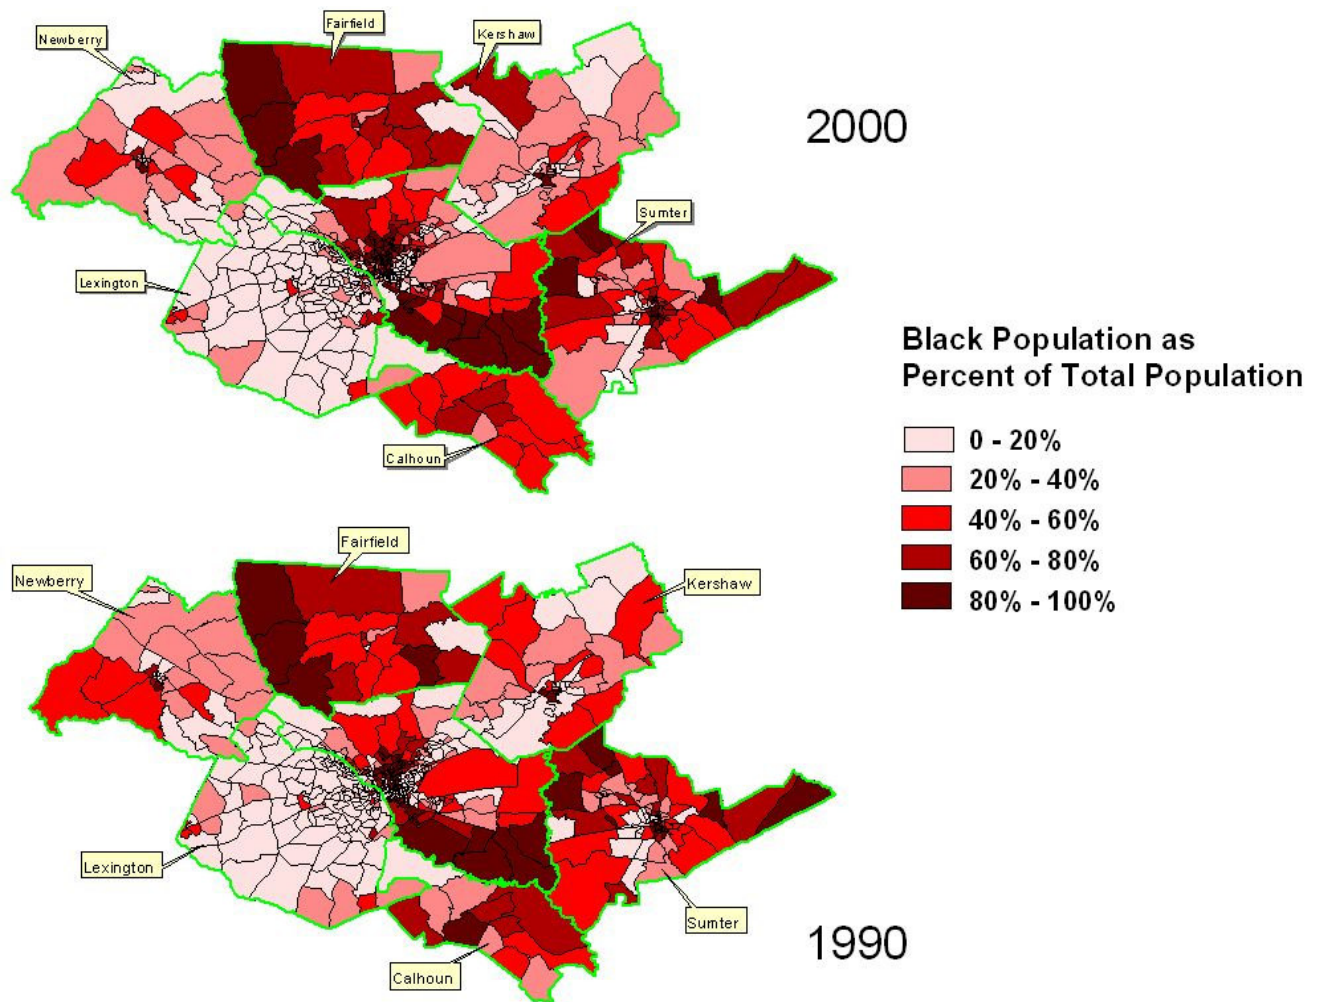 Fairfield
Newberry
Kershaw
2000
Sumter
Lexington
Calhoun
Black Population as
Percent of Total Population
0 - 20%
20% - 40%
40% - 60%
60% - 80%
80% - 100%
Fairfield
Newberry
Kershaw
Lexington
Sumter
Calhoun
1990